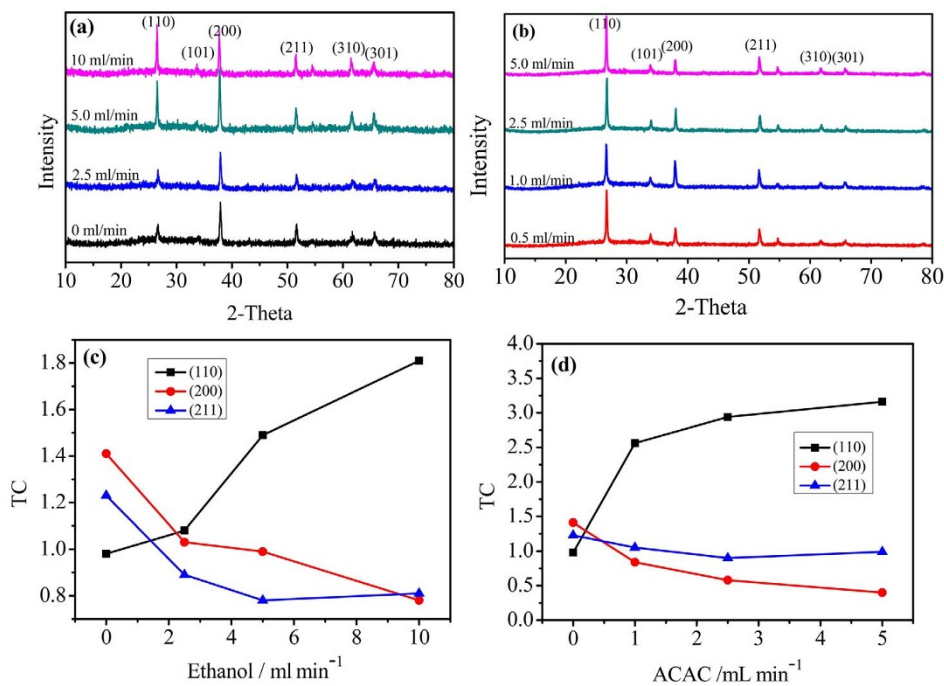 (a)
(110)
(200)
(101)
(211)
(310)
(301)
10 ml/min
5.0 ml/min
2.5 ml/min
0 ml/min
Intensity
10 20 30 40 50 60 70 80
2-Theta
(b)
(110)
(101)
(200)
(211)
(310)
(301)
5.0 ml/min
2.5 ml/min
1.0 ml/min
0.5 ml/min
Intensity
10 20 30 40 50 60 70 80
2-Theta
(c)
(110)
(200)
(211)
1.8
1.6
1.4
1.2
1.0
0.8
TC
0 2 4 6 8 10
Ethanol / ml min⁻¹
(d)
(110)
(200)
(211)
4.0
3.5
3.0
2.5
2.0
1.5
1.0
0.5
0.0
TC
0 1 2 3 4 5
ACAC /mL min⁻¹